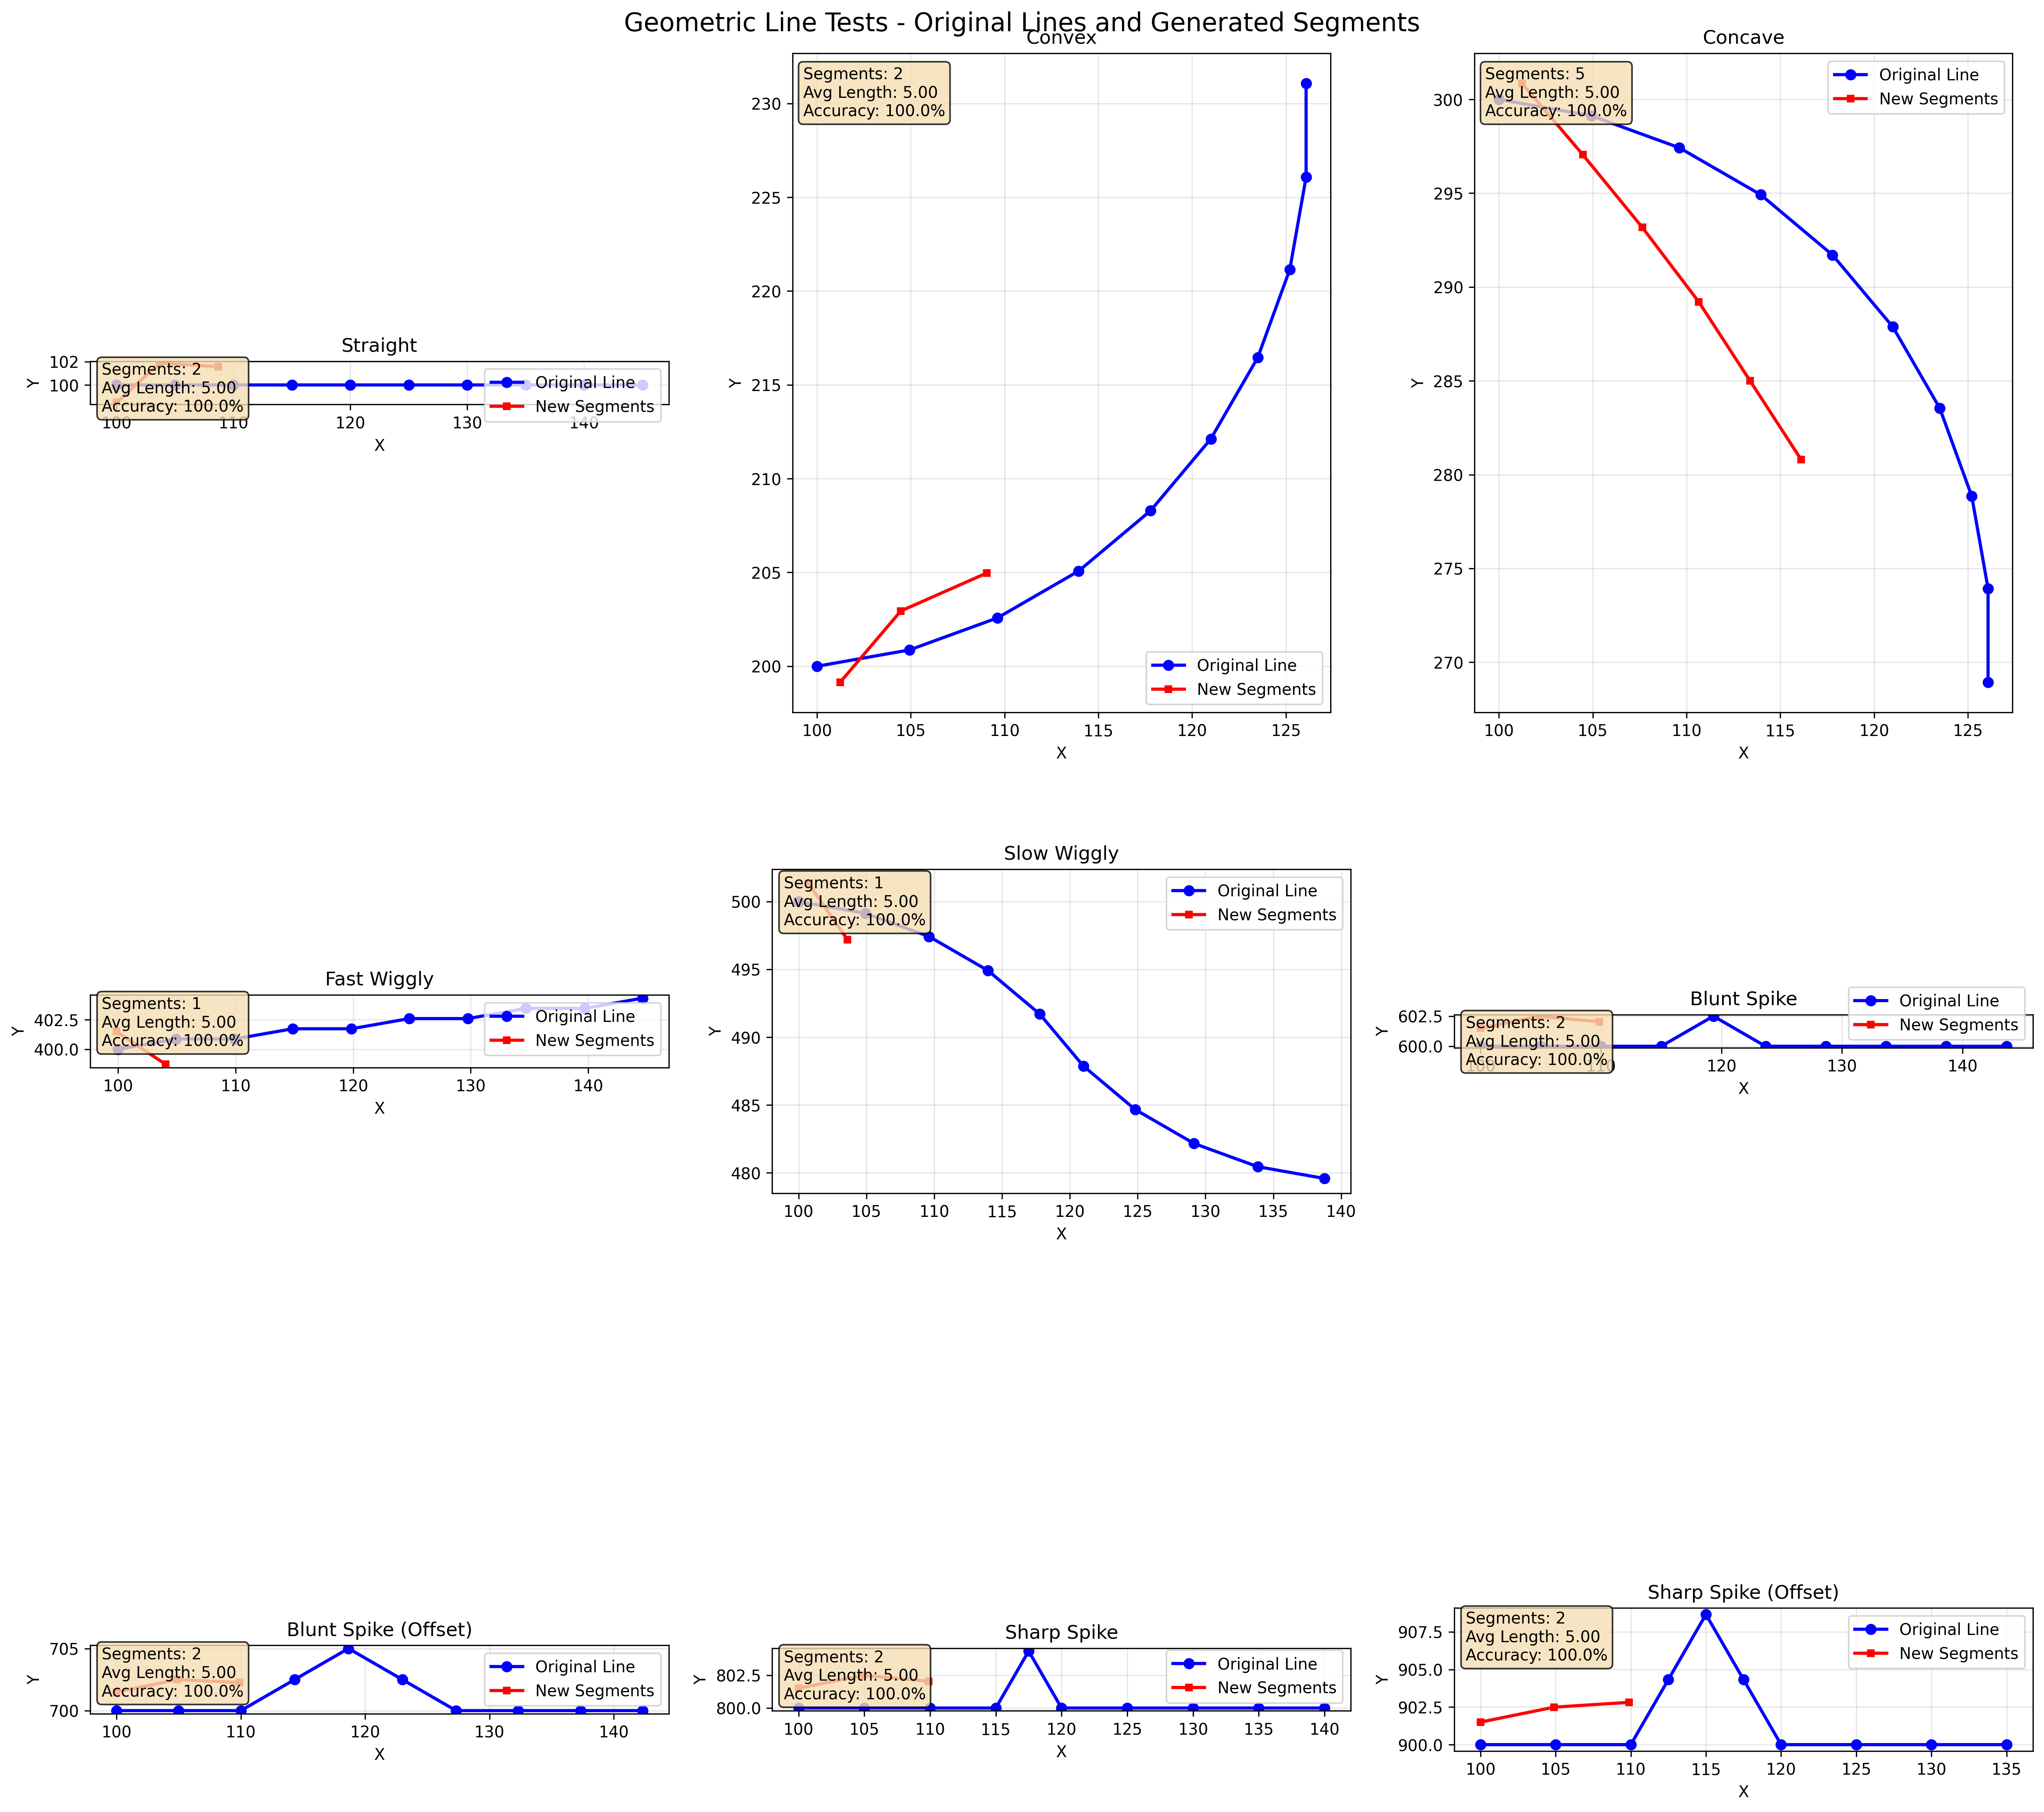 Geometric Line Tests - Original Lines and Generated Segments
Straight
Segments: 2
Avg Length: 5.00
Accuracy: 100.0%
Original Line
New Segments
102
100
Y
100
110
120
130
140
X
Convex
Segments: 2
Avg Length: 5.00
Accuracy: 100.0%
230
225
220
215
210
205
200
Y
Original Line
New Segments
100
105
110
115
120
125
X
Concave
Segments: 5
Avg Length: 5.00
Accuracy: 100.0%
Original Line
New Segments
300
295
290
285
280
275
270
Y
100
105
110
115
120
125
X
Fast Wiggly
Segments: 1
Avg Length: 5.00
Accuracy: 100.0%
Original Line
New Segments
402.5
400.0
Y
100
110
120
130
140
X
Slow Wiggly
Segments: 1
Avg Length: 5.00
Accuracy: 100.0%
Original Line
New Segments
500
495
490
485
480
Y
100
105
110
115
120
125
130
135
140
X
Blunt Spike
Segments: 2
Avg Length: 5.00
Accuracy: 100.0%
Original Line
New Segments
602.5
600.0
Y
100
110
120
130
140
X
Blunt Spike (Offset)
Segments: 2
Avg Length: 5.00
Accuracy: 100.0%
Original Line
New Segments
705
700
Y
100
110
120
130
140
X
Sharp Spike
Segments: 2
Avg Length: 5.00
Accuracy: 100.0%
Original Line
New Segments
802.5
800.0
Y
100
105
110
115
120
125
130
135
140
X
Sharp Spike (Offset)
Segments: 2
Avg Length: 5.00
Accuracy: 100.0%
Original Line
New Segments
907.5
905.0
902.5
900.0
Y
100
105
110
115
120
125
130
135
X